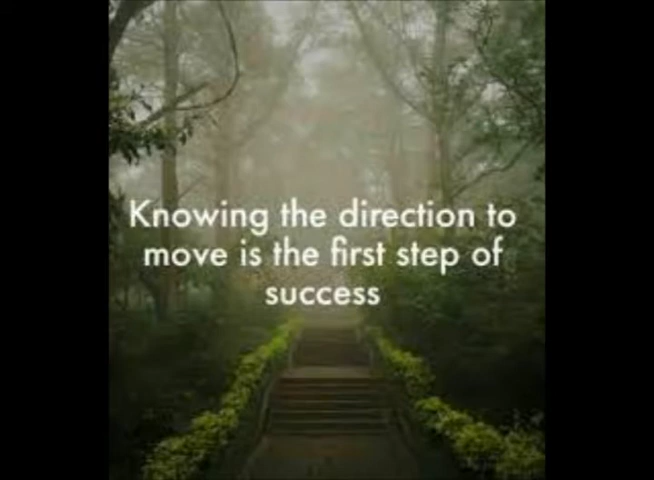 Knowing the direction to
move is the first step of
success